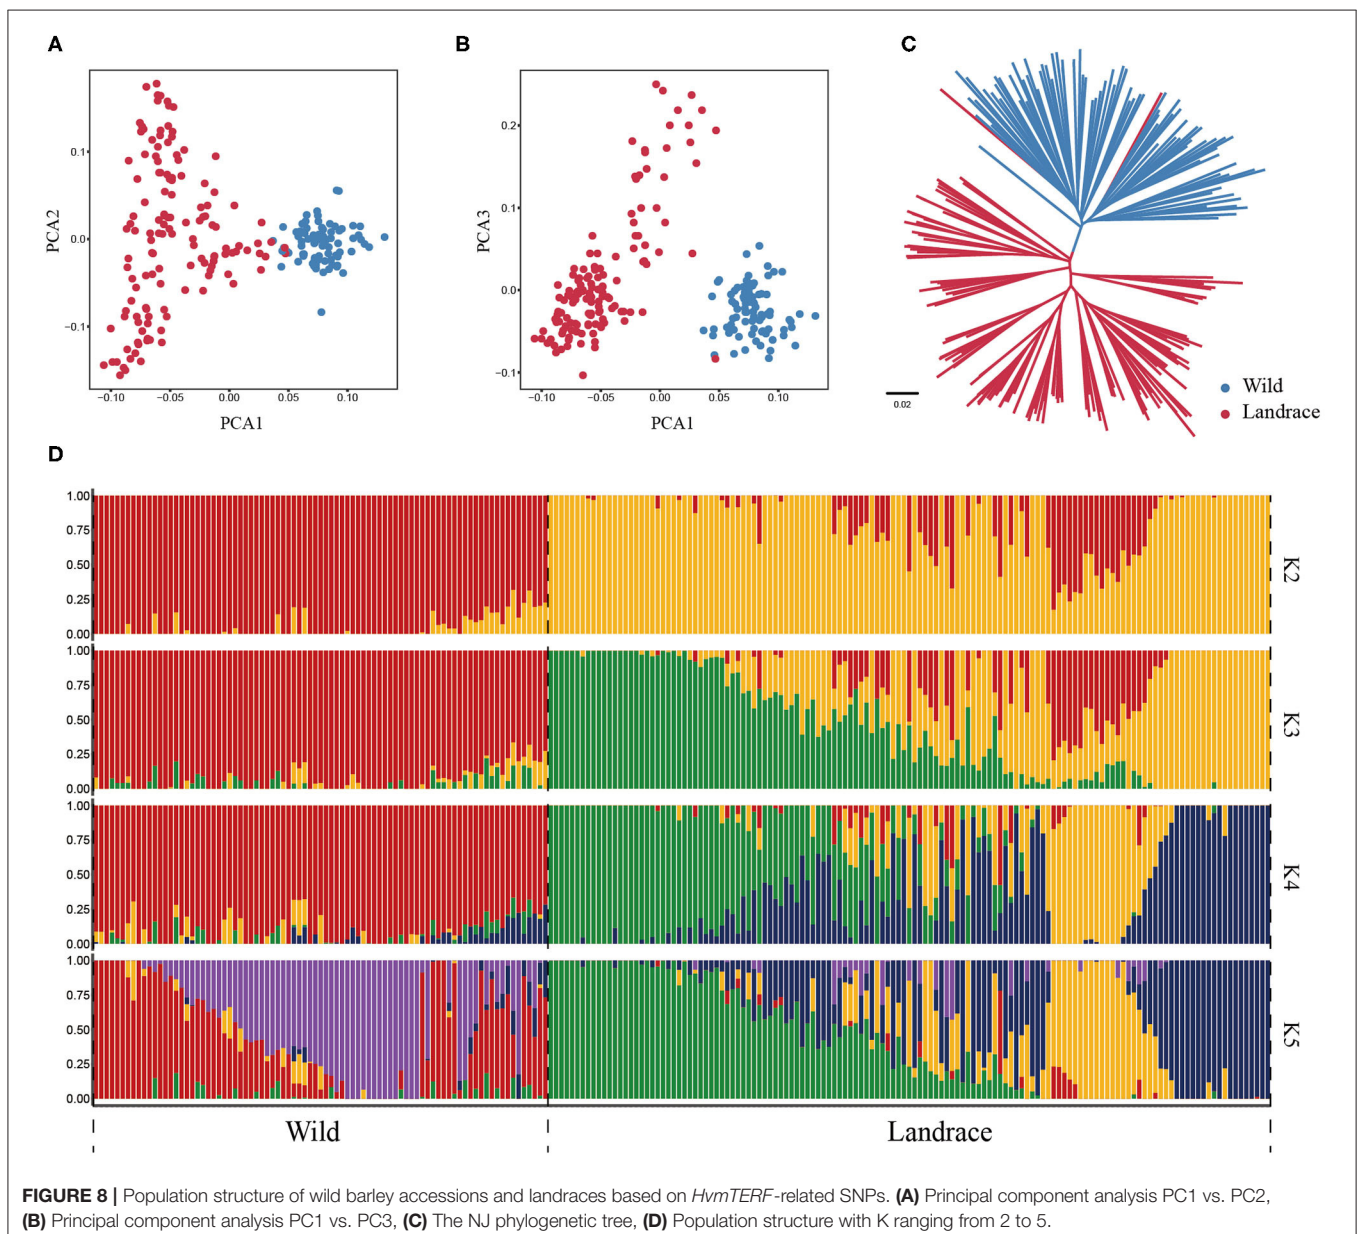 A
B
C
PCA2
0.1
0.0
−0.1
−0.10
−0.05
0.00
0.05
0.10
PCA1
PCA3
0.2
0.1
0.0
−0.1
−0.10
−0.05
0.00
0.05
0.10
PCA1
0.02
Wild
Landrace
D
1.00
0.75
0.50
0.25
0.00
K2
1.00
0.75
0.50
0.25
0.00
K3
1.00
0.75
0.50
0.25
0.00
K4
1.00
0.75
0.50
0.25
0.00
K5
Wild
Landrace
FIGURE 8 | Population structure of wild barley accessions and landraces based on HvmTERF-related SNPs. (A) Principal component analysis PC1 vs. PC2,
(B) Principal component analysis PC1 vs. PC3, (C) The NJ phylogenetic tree, (D) Population structure with K ranging from 2 to 5.